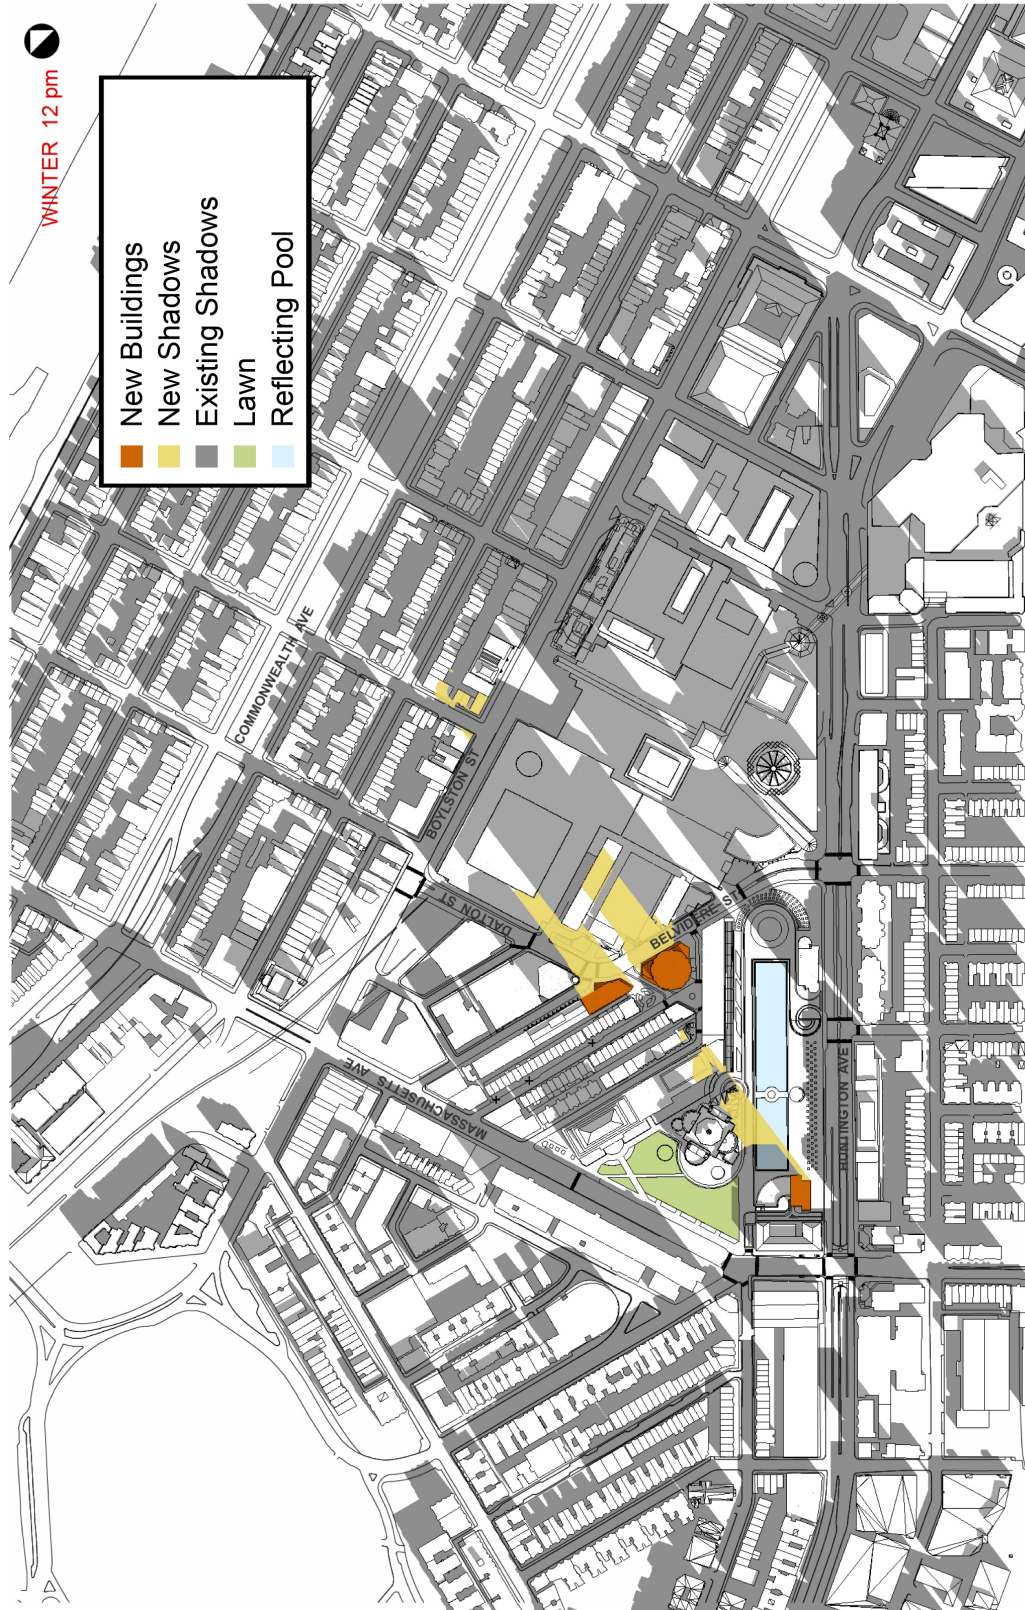 WINTER 12 pm
New Buildings
New Shadows
Existing Shadows
Lawn
Reflecting Pool
COMMONWEALTH AVE
BOYLSTON ST
DALTON ST
BELVIDERE ST
MASSACHUSETTS AVE
HUNTINGTON AVE